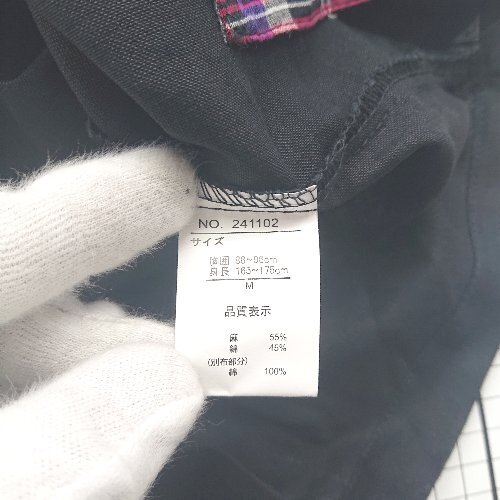 NO. 241102
サイズ
胸囲 88~96cm
身長 165~175cm
M
品質表示
麻 55%
綿 45%
(別布部分)
綿 100%